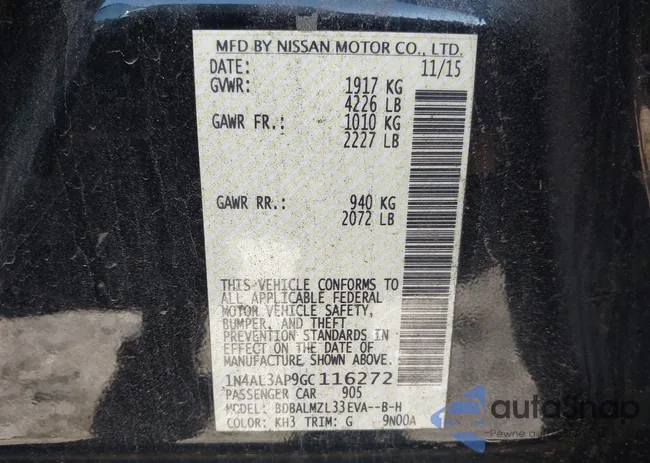 MFD BY NISSAN MOTOR CO., LTD.
DATE: 11/15
GVWR: 1917 KG
4226 LB
GAWR FR.: 1010 KG
2227 LB
GAWR RR.: 940 KG
2072 LB
THIS VEHICLE CONFORMS TO
ALL APPLICABLE FEDERAL
MOTOR VEHICLE SAFETY,
BUMPER, AND THEFT
PREVENTION STANDARDS IN
EFFECT ON THE DATE OF
MANUFACTURE SHOWN ABOVE.
1N4AL3AP9GC116272
PASSENGER CAR 905
MODEL: BDBALMZL33EVA--B-H
COLOR: KH3 TRIM: G 9N00A
autoSnap
Pewne auto